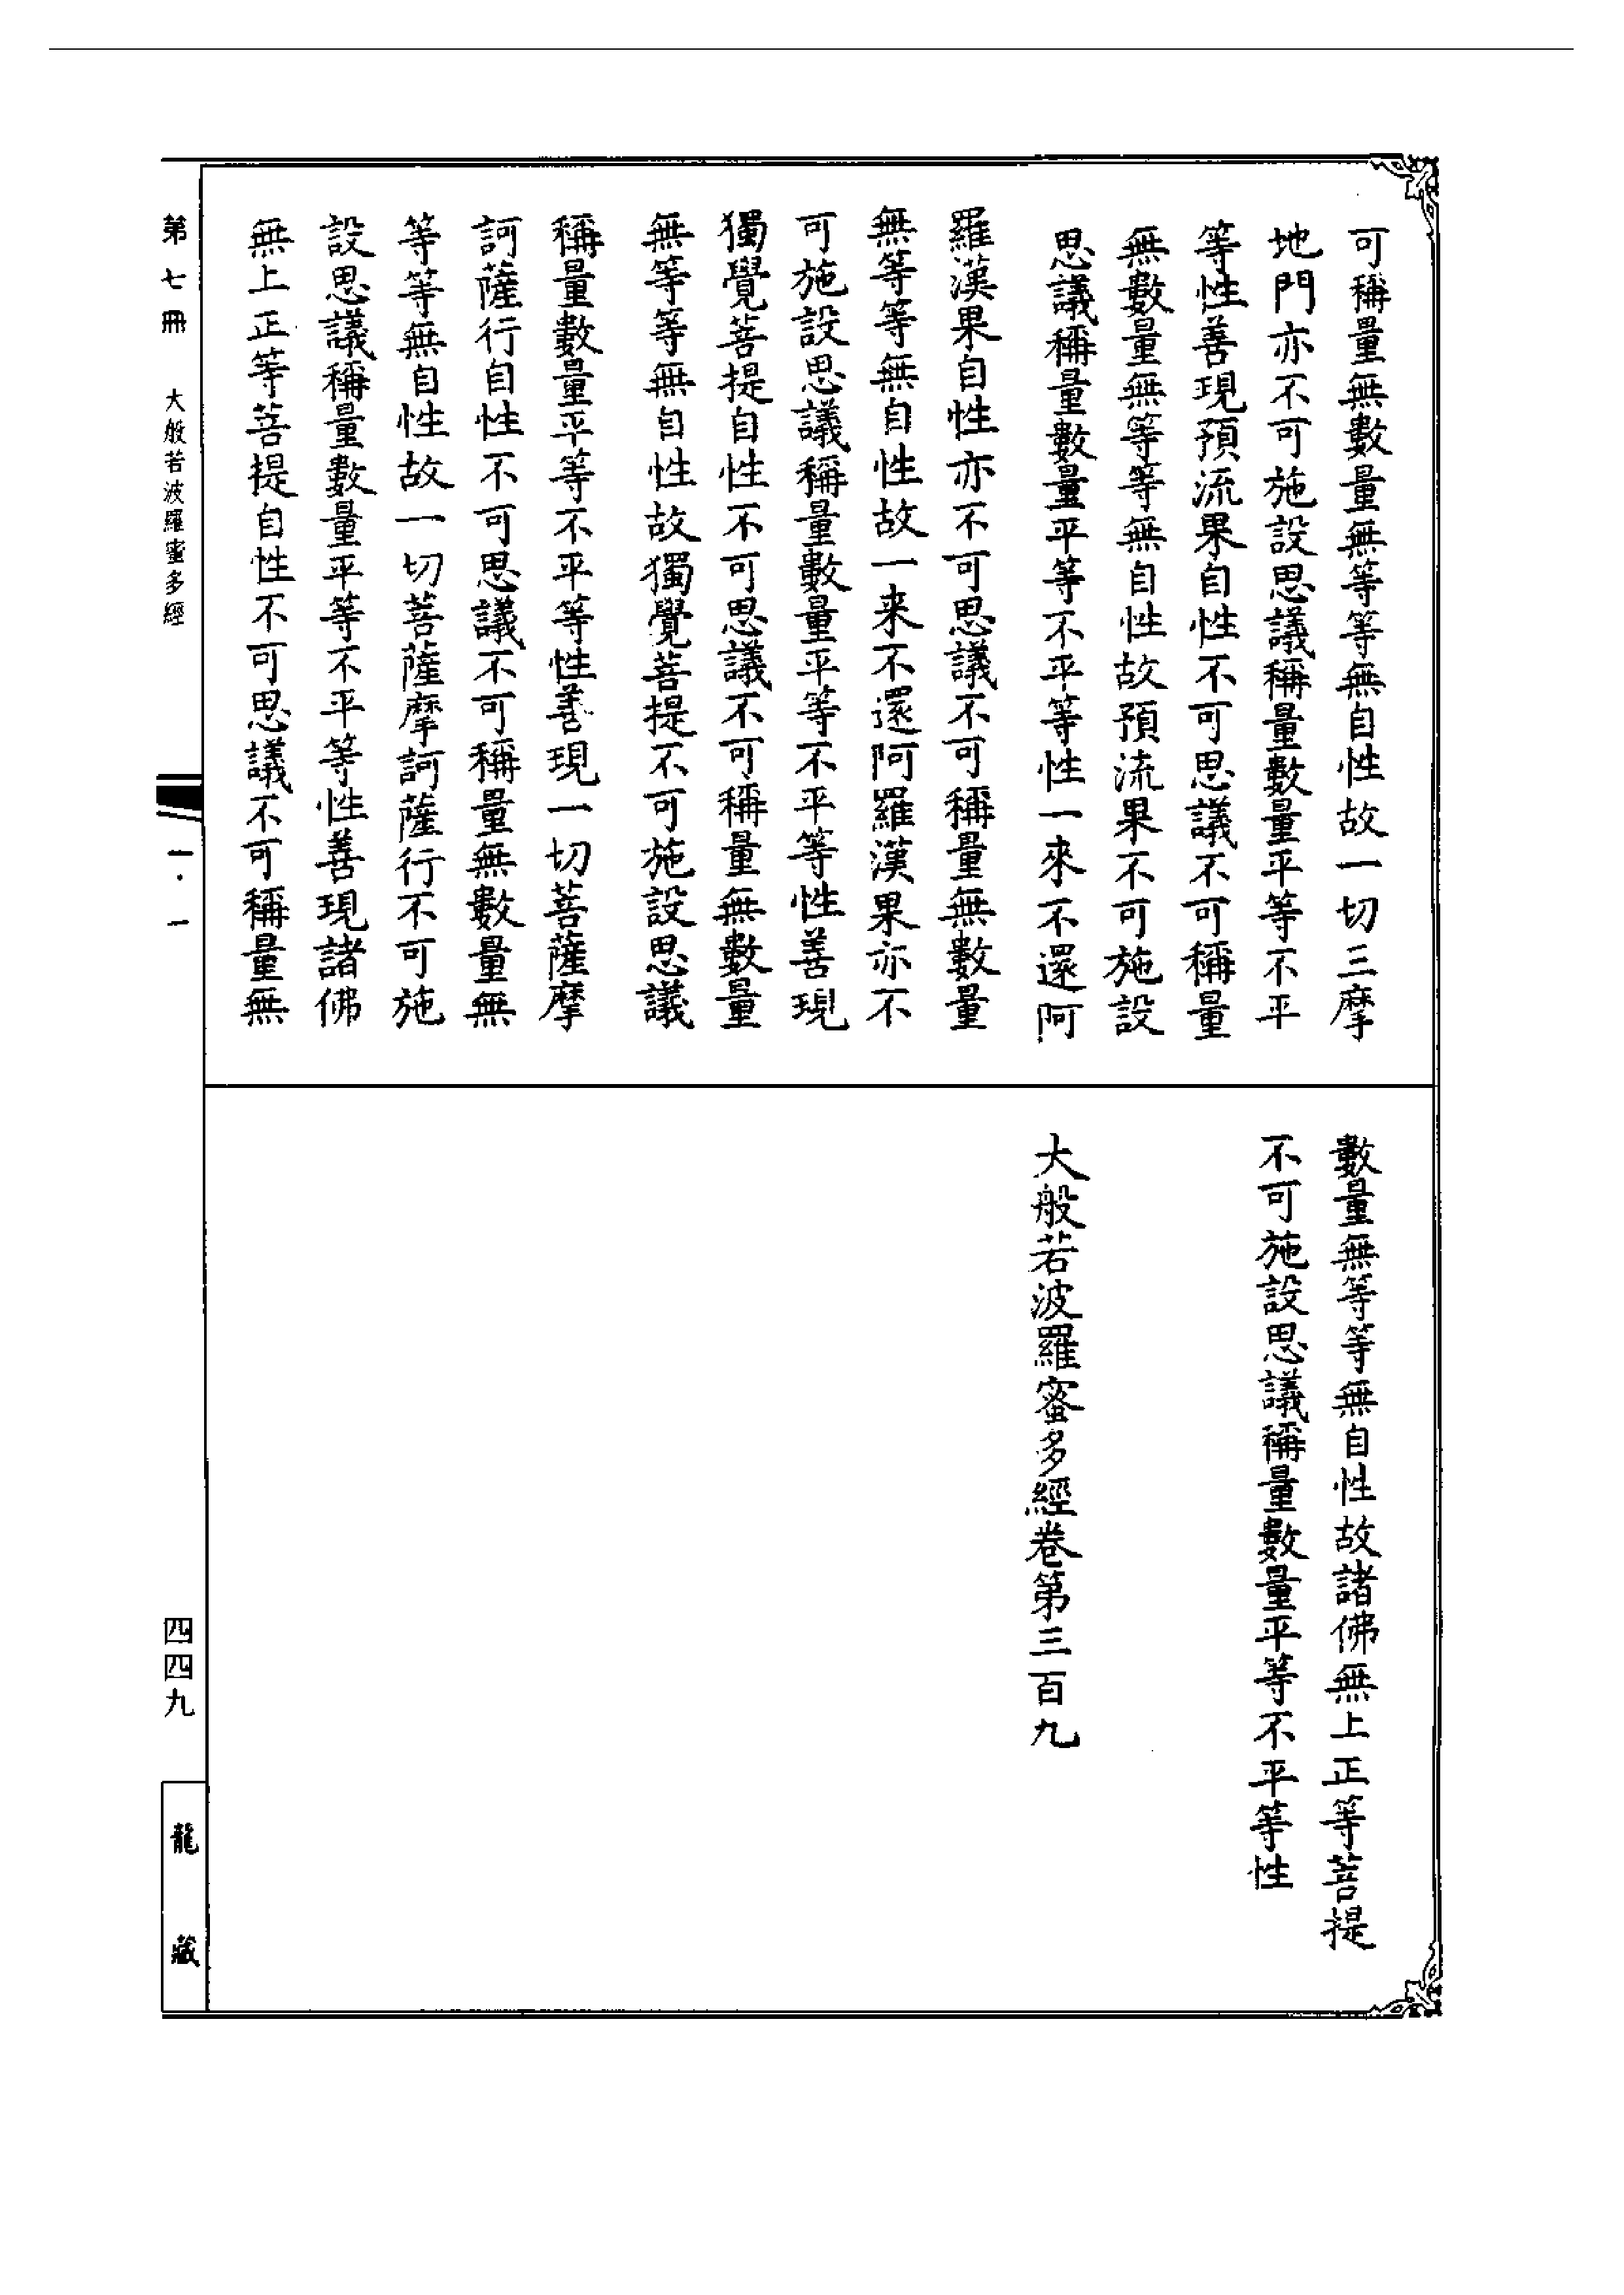 可稱量無數量無等等無自性故一切三摩
地門亦不可施設思議稱量數量平等不平
等性善現預流果自性不可思議不可稱量
無數量無等等無自性故預流果不可施設
思議稱量數量平等不平等性一來不還阿
羅漢果自性亦不可思議不可稱量無數量
無等等無自性故一来不還阿羅漢果亦不
可施設思議稱量數量平等不平等性善現
獨覺菩提自性不可思議不可稱量無數量
無等等無自性故獨覺菩提不可施設思議
稱量數量平等不平等性善現一切菩薩摩
訶薩行自性不可思議不可稱量無數量無
等等無自性故一切菩薩摩訶薩行不可施
設思議稱量數量平等不平等性善現諸佛
無上正等菩提自性不可思議不可稱量無
數量無等等無自性故諸佛無上正等菩提
不可施設思議稱量數量平等不平等性
大般若波羅蜜多經卷第三百九
第七冊 大般若波羅蜜多經
一·一
四四九
龍藏